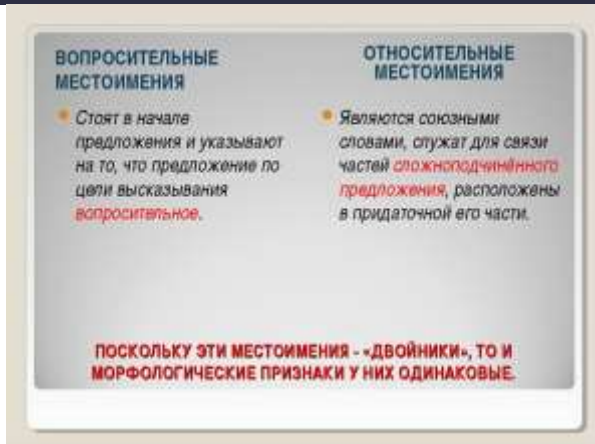 ВОПРОСИТЕЛЬНЫЕ
МЕСТОИМЕНИЯ
Стоят в начале
предложения и указывают
на то, что предложение по
цели высказывания
вопросительное.
ОТНОСИТЕЛЬНЫЕ
МЕСТОИМЕНИЯ
Являются союзными
словами, служат для связи
частей сложноподчинённого
предложения, расположены
в придаточной его части.
ПОСКОЛЬКУ ЭТИ МЕСТОИМЕНИЯ - «ДВОЙНИКИ», ТО И
МОРФОЛОГИЧЕСКИЕ ПРИЗНАКИ У НИХ ОДИНАКОВЫЕ.